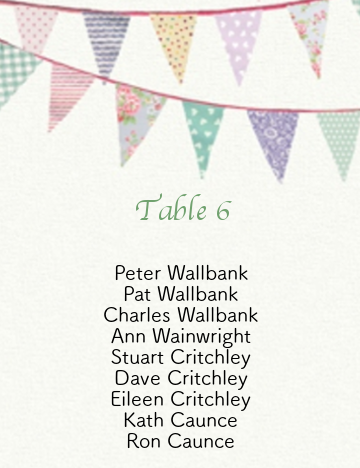 Table 6
Peter Wallbank
Pat Wallbank
Charles Wallbank
Ann Wainwright
Stuart Critchley
Dave Critchley
Eileen Critchley
Kath Caunce
Ron Caunce